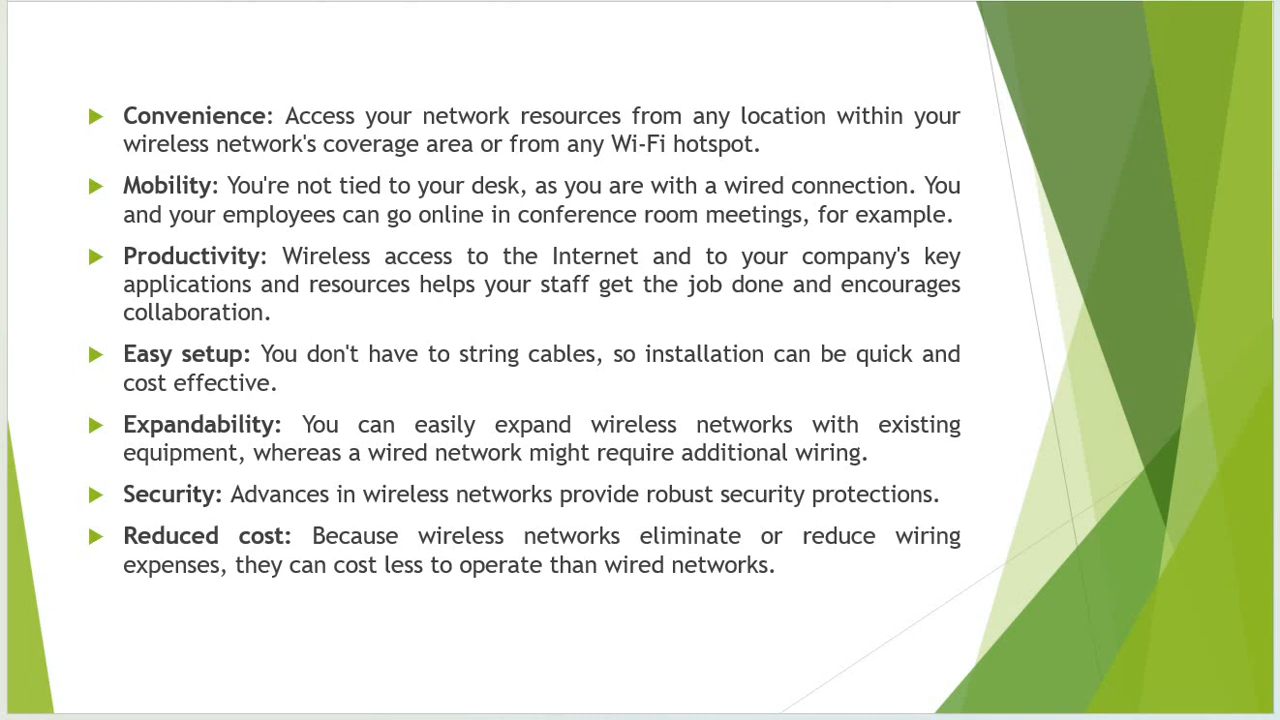 Convenience: Access your network resources from any location within your
wireless network's coverage area or from any Wi-Fi hotspot.
Mobility: You're not tied to your desk, as you are with a wired connection. You
and your employees can go online in conference room meetings, for example.
Productivity: Wireless access to the Internet and to your company's key
applications and resources helps your staff get the job done and encourages
collaboration.
Easy setup: You don't have to string cables, so installation can be quick and
cost effective.
Expandability: You can easily expand wireless networks with existing
equipment, whereas a wired network might require additional wiring.
Security: Advances in wireless networks provide robust security protections.
Reduced cost: Because wireless networks eliminate or reduce wiring
expenses, they can cost less to operate than wired networks.